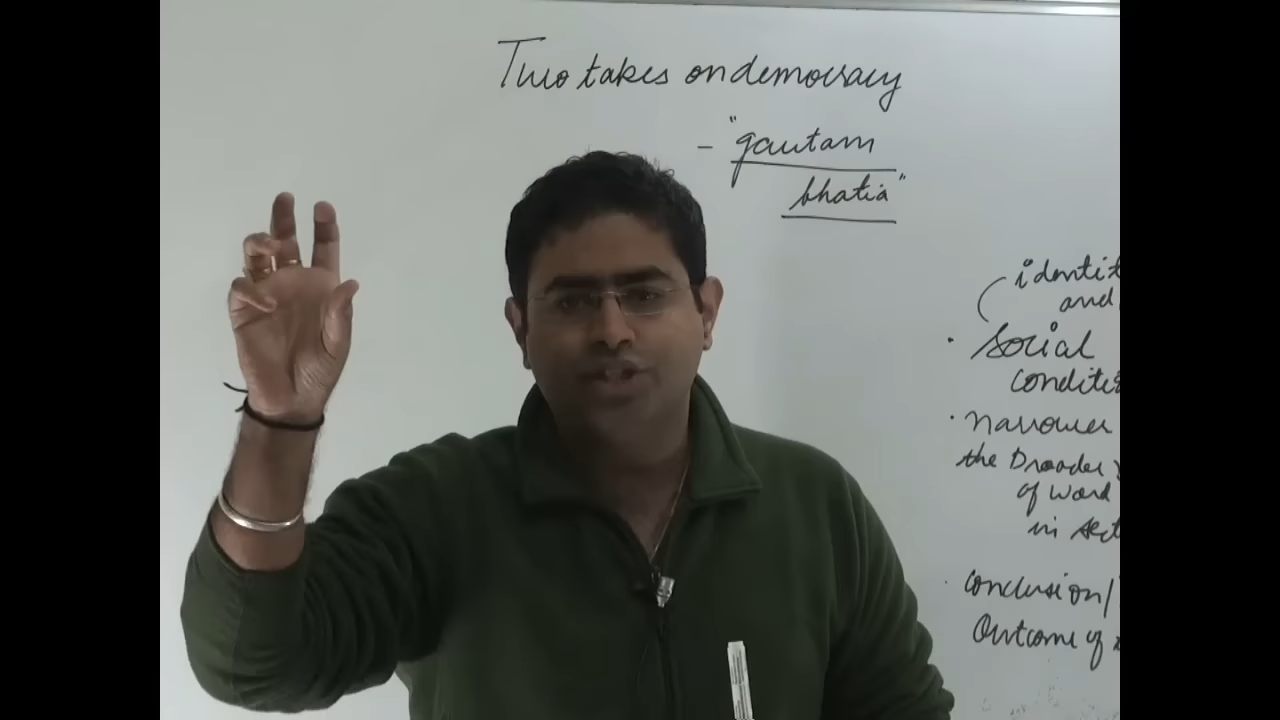 Two takes on democracy
- "gautam
bhatia"
identit
and
· Social
conditi
· Narrower
the Broader
of word
in sect
· Conclusion/
Outcome of